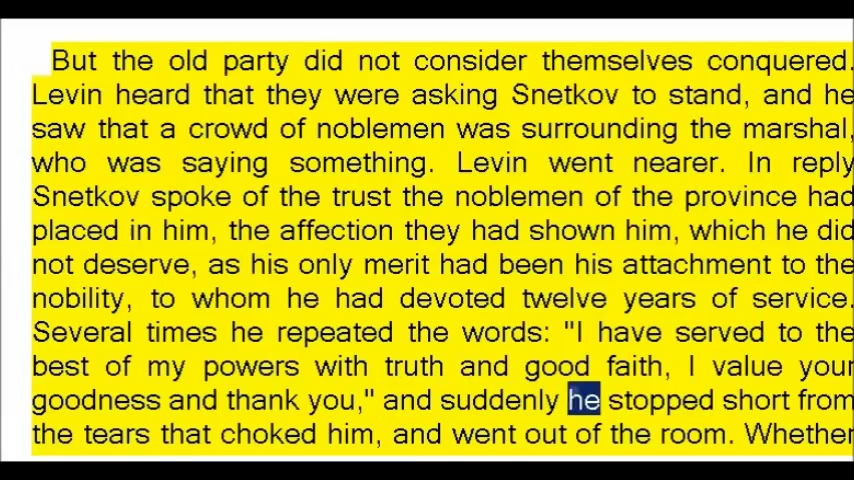 But the old party did not consider themselves conquered.
Levin heard that they were asking Snetkov to stand, and he
saw that a crowd of noblemen was surrounding the marshal,
who was saying something. Levin went nearer. In reply
Snetkov spoke of the trust the noblemen of the province had
placed in him, the affection they had shown him, which he did
not deserve, as his only merit had been his attachment to the
nobility, to whom he had devoted twelve years of service.
Several times he repeated the words: "I have served to the
best of my powers with truth and good faith, I value your
goodness and thank you," and suddenly he stopped short from
the tears that choked him, and went out of the room. Whether